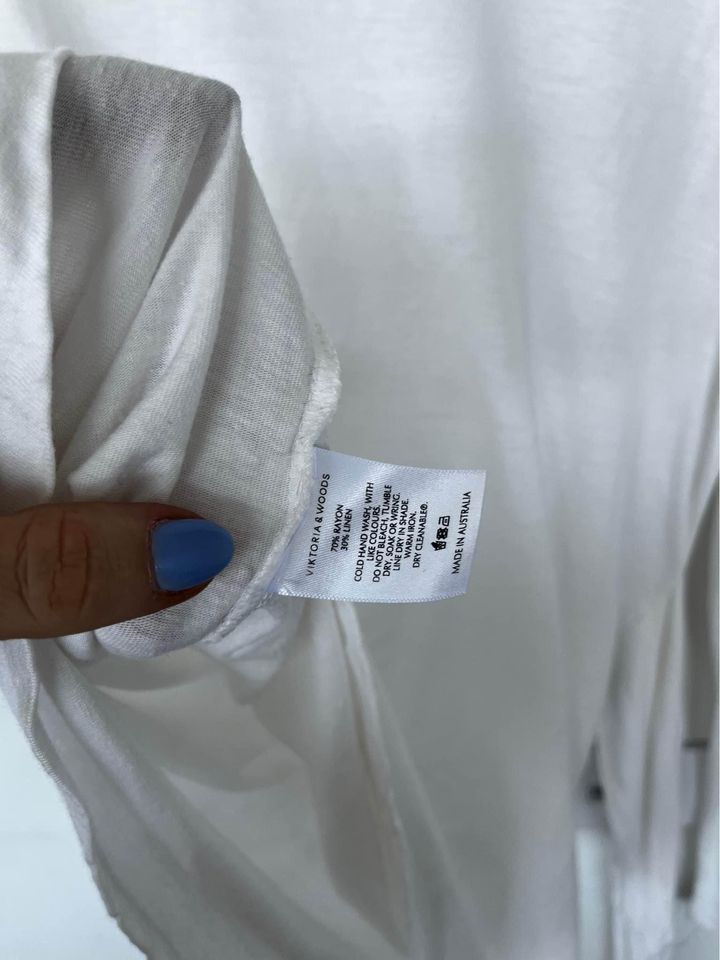 VIKTORIA & WOODS
70% RAYON
30% LINEN
COLD HAND WASH, WITH
LIKE COLOURS.
DO NOT BLEACH, TUMBLE
DRY, SOAK OR WRING.
LINE DRY IN SHADE.
WARM IRON.
DRY CLEANABLE®.
MADE IN AUSTRALIA